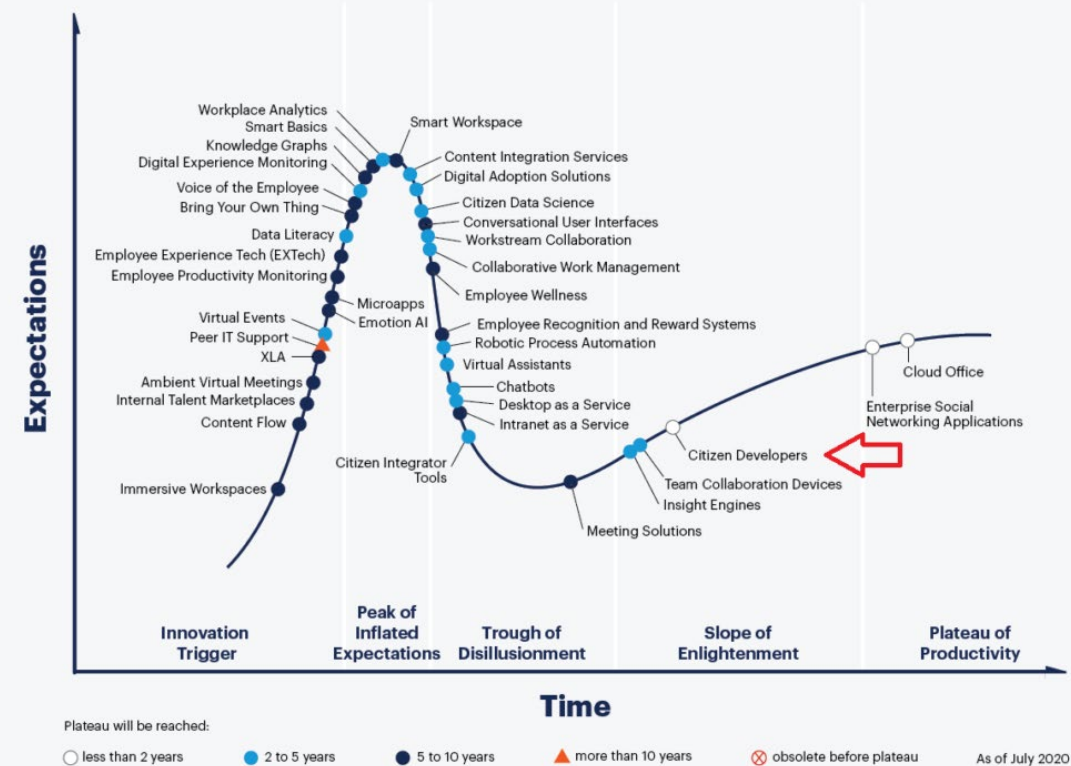 Expectations
Workplace Analytics
Smart Basics
Knowledge Graphs
Digital Experience Monitoring
Voice of the Employee
Bring Your Own Thing
Data Literacy
Employee Experience Tech (EXTech)
Employee Productivity Monitoring
Microapps
Emotion AI
Virtual Events
Peer IT Support
XLA
Ambient Virtual Meetings
Internal Talent Marketplaces
Content Flow
Immersive Workspaces
Smart Workspace
Content Integration Services
Digital Adoption Solutions
Citizen Data Science
Conversational User Interfaces
Workstream Collaboration
Collaborative Work Management
Employee Wellness
Employee Recognition and Reward Systems
Robotic Process Automation
Virtual Assistants
Chatbots
Desktop as a Service
Intranet as a Service
Citizen Integrator
Tools
Meeting Solutions
Insight Engines
Team Collaboration Devices
Citizen Developers
Enterprise Social
Networking Applications
Cloud Office
Innovation
Trigger
Peak of
Inflated
Expectations
Trough of
Disillusionment
Slope of
Enlightenment
Plateau of
Productivity
Time
Plateau will be reached:
less than 2 years
2 to 5 years
5 to 10 years
more than 10 years
obsolete before plateau
As of July 2020